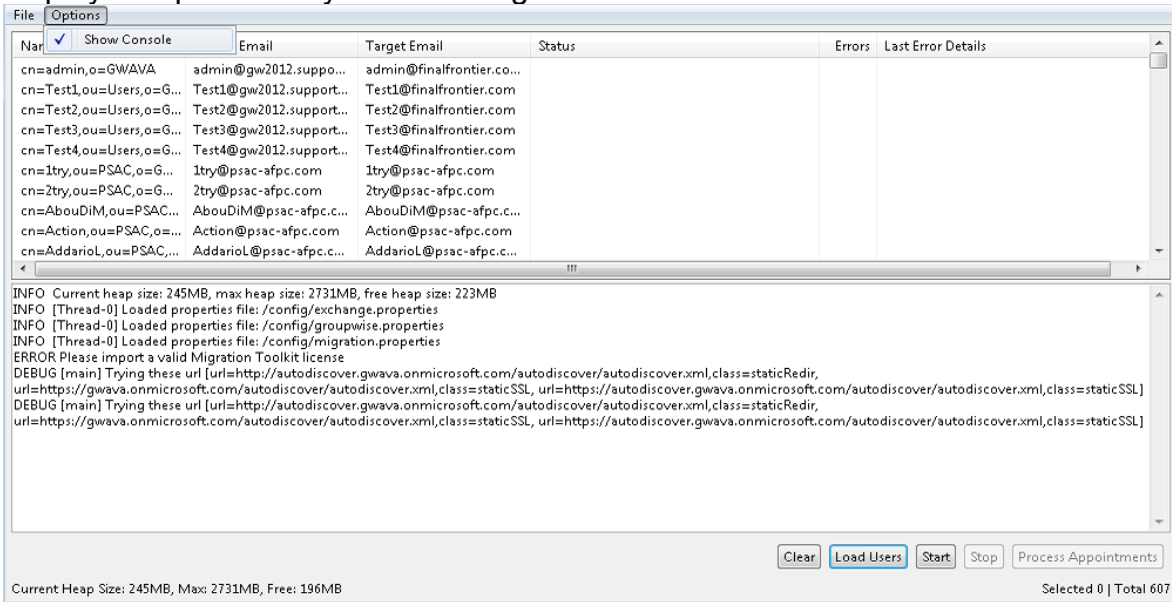 File Options
Show Console
Email Target Email Status Errors Last Error Details
cn=admin,o=GWAVA admin@gw2012.suppo... admin@finalfrontier.co...
cn=Test1,ou=Users,o=G... Test1@gw2012.support... Test1@finalfrontier.com
cn=Test2,ou=Users,o=G... Test2@gw2012.support... Test2@finalfrontier.com
cn=Test3,ou=Users,o=G... Test3@gw2012.support... Test3@finalfrontier.com
cn=Test4,ou=Users,o=G... Test4@gw2012.support... Test4@finalfrontier.com
cn=1try,ou=PSAC,o=G... 1try@psac-afpc.com 1try@psac-afpc.com
cn=2try,ou=PSAC,o=G... 2try@psac-afpc.com 2try@psac-afpc.com
cn=AbouDiM,ou=PSAC... AbouDiM@psac-afpc.c... AbouDiM@psac-afpc.com
cn=Action,ou=PSAC,o=... Action@psac-afpc.com Action@psac-afpc.com
cn=AddarioL,ou=PSAC,... AddarioL@psac-afpc.c... AddarioL@psac-afpc.com
INFO Current heap size: 245MB, max heap size: 2731MB, free heap size: 223MB
INFO [Thread-0] Loaded properties file: /config/exchange.properties
INFO [Thread-0] Loaded properties file: /config/groupwise.properties
INFO [Thread-0] Loaded properties file: /config/migration.properties
ERROR Please import a valid Migration Toolkit license
DEBUG [main] Trying these url [url=http://autodiscover.gwava.onmicrosoft.com/autodiscover/autodiscover.xml,class=staticRedir,
url=https://gwava.onmicrosoft.com/autodiscover/autodiscover.xml,class=staticSSL, url=https://autodiscover.gwava.onmicrosoft.com/autodiscover/autodiscover.xml,class=staticSSL]
DEBUG [main] Trying these url [url=http://autodiscover.gwava.onmicrosoft.com/autodiscover/autodiscover.xml,class=staticRedir,
url=https://gwava.onmicrosoft.com/autodiscover/autodiscover.xml,class=staticSSL, url=https://autodiscover.gwava.onmicrosoft.com/autodiscover/autodiscover.xml,class=staticSSL]
Clear Load Users Start Stop Process Appointments
Current Heap Size: 245MB, Max: 2731MB, Free: 196MB Selected 0 | Total 607